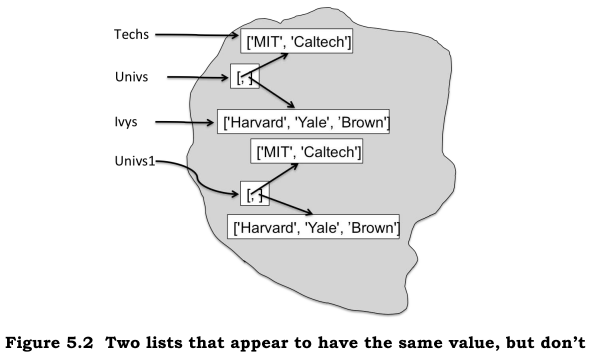 Techs
['MIT', 'Caltech']
Univs
[, ]
Ivys
['Harvard', 'Yale', 'Brown']
['MIT', 'Caltech']
Univs1
[, ]
['Harvard', 'Yale', 'Brown']
Figure 5.2 Two lists that appear to have the same value, but don't